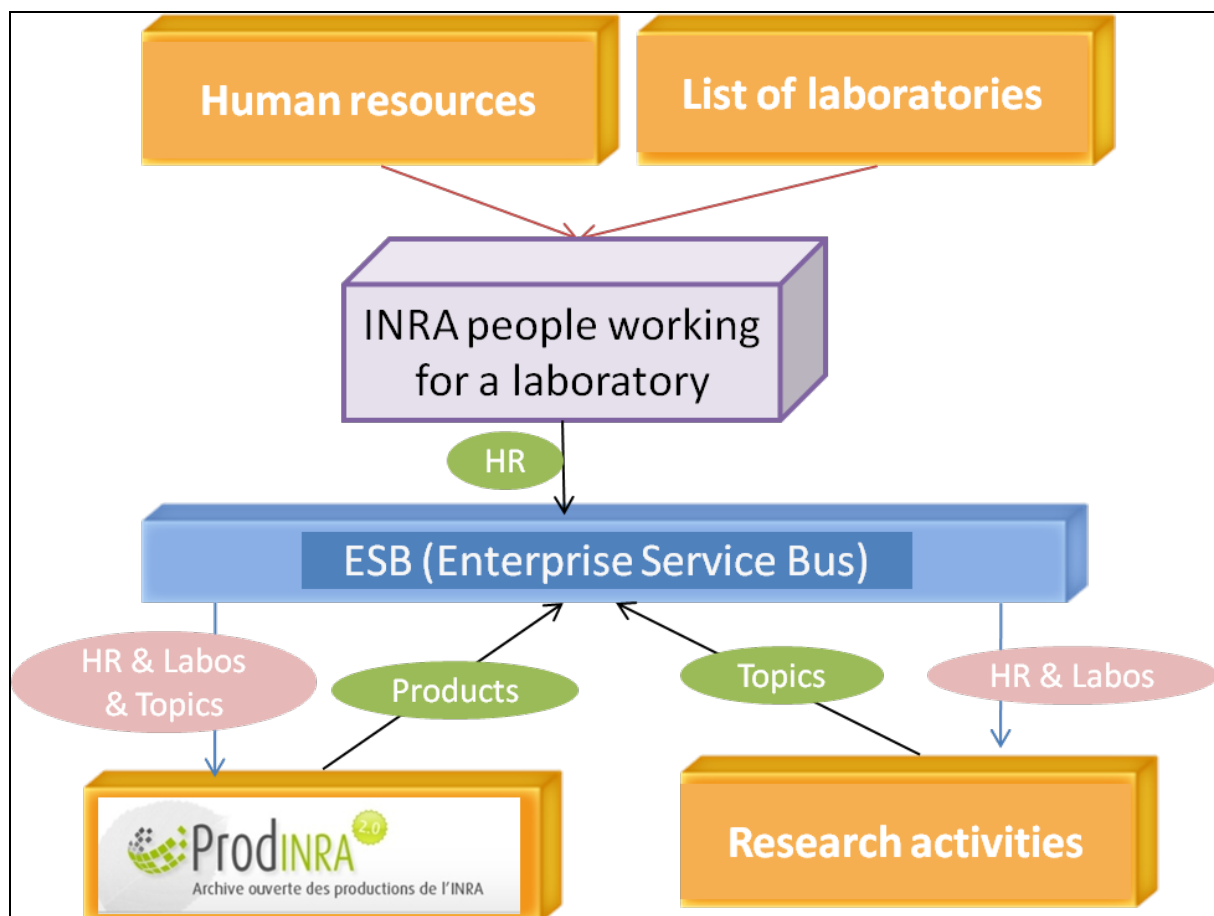 Human resources
List of laboratories
INRA people working
for a laboratory
HR
ESB (Enterprise Service Bus)
HR & Labos
& Topics
Products
Topics
HR & Labos
ProdINRA 2.0
Archive ouverte des productions de l'INRA
Research activities